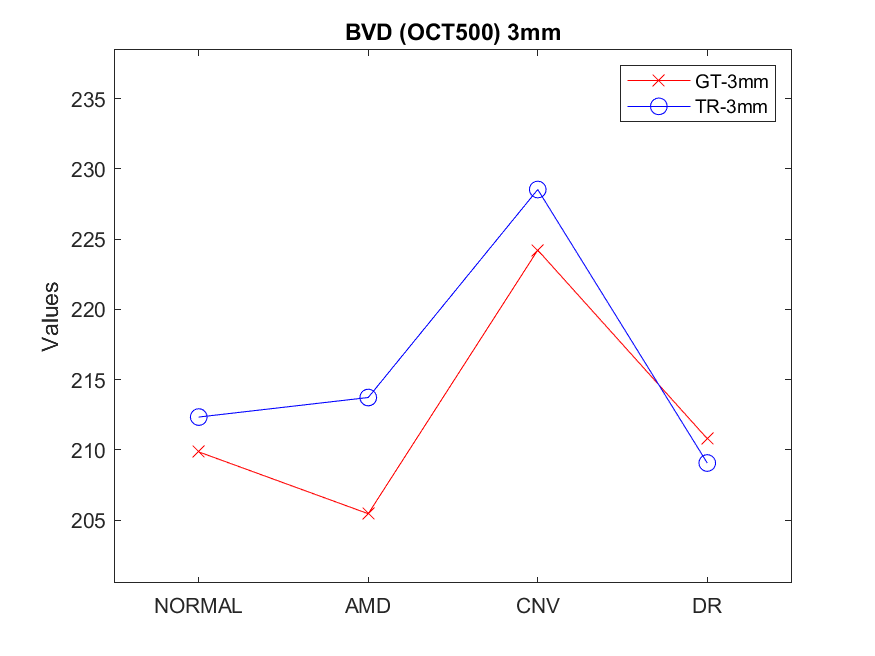 BVD (OCT500) 3mm
GT-3mm
TR-3mm
235
230
225
220
215
210
205
Values
NORMAL AMD CNV DR